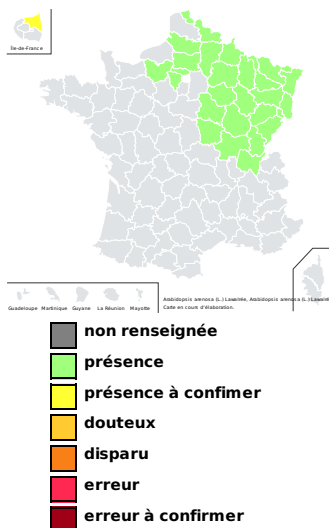 Île-de-France
Guadeloupe Martinique Guyane La Réunion Mayotte
Arabidopsis arenosa (L.) Lawalrée, Arabidopsis arenosa (L.) Lawalrée
Carte en cours d'élaboration.
non renseignée
présence
présence à confimer
douteux
disparu
erreur
erreur à confirmer